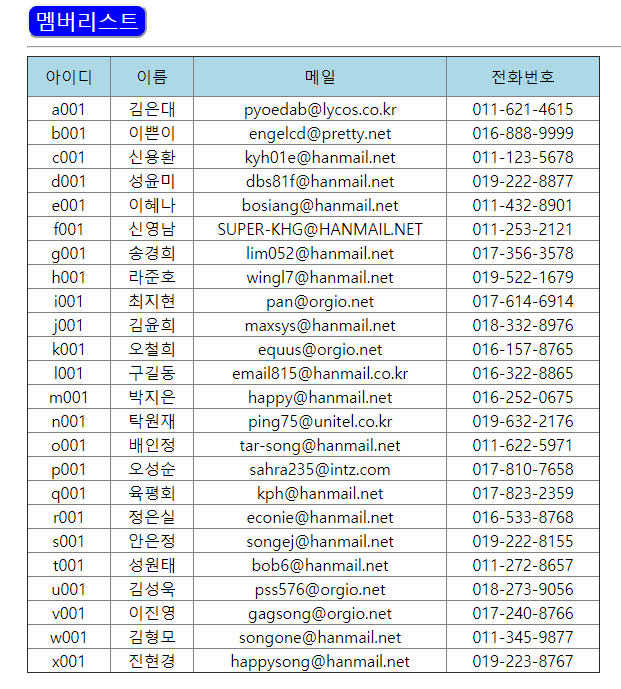 멤버리스트
아이디 이름 메일 전화번호
a001 김은대 pyoedab@lycos.co.kr 011-621-4615
b001 이쁜이 engelcd@pretty.net 016-888-9999
c001 신용환 kyh01e@hanmail.net 011-123-5678
d001 성윤미 dbs81f@hanmail.net 019-222-8877
e001 이혜나 bosiang@hanmail.net 011-432-8901
f001 신영남 SUPER-KHG@HANMAIL.NET 011-253-2121
g001 송경희 lim052@hanmail.net 017-356-3578
h001 라준호 wingl7@hanmail.net 019-522-1679
i001 최지현 pan@orgio.net 017-614-6914
j001 김윤희 maxsys@hanmail.net 018-332-8976
k001 오철희 equus@orgio.net 016-157-8765
l001 구길동 email815@hanmail.co.kr 016-322-8865
m001 박지은 happy@hanmail.net 016-252-0675
n001 탁원재 ping75@unitel.co.kr 019-632-2176
o001 배인정 tar-song@hanmail.net 011-622-5971
p001 오성순 sahra235@intz.com 017-810-7658
q001 육평회 kph@hanmail.net 017-823-2359
r001 정은실 econie@hanmail.net 016-533-8768
s001 안은정 songej@hanmail.net 019-222-8155
t001 성원태 bob6@hanmail.net 011-272-8657
u001 김성욱 pss576@orgio.net 018-273-9056
v001 이진영 gagsong@orgio.net 017-240-8766
w001 김형모 songone@hanmail.net 011-345-9877
x001 진현경 happysong@hanmail.net 019-223-8767